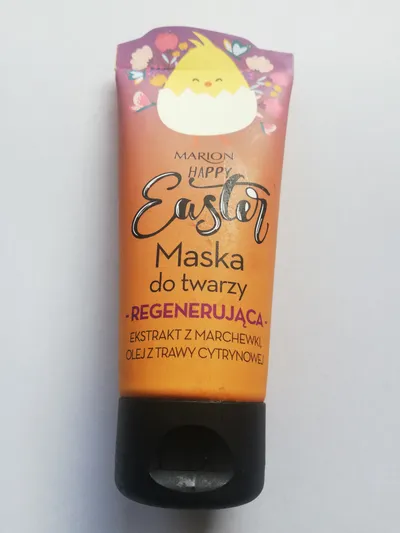 MARION
HAPPY
Easter
Maska
do twarzy
-REGENERUJĄCA-
EKSTRAKT Z MARCHEWKI,
OLEJ Z TRAWY CYTRYNOWEJ